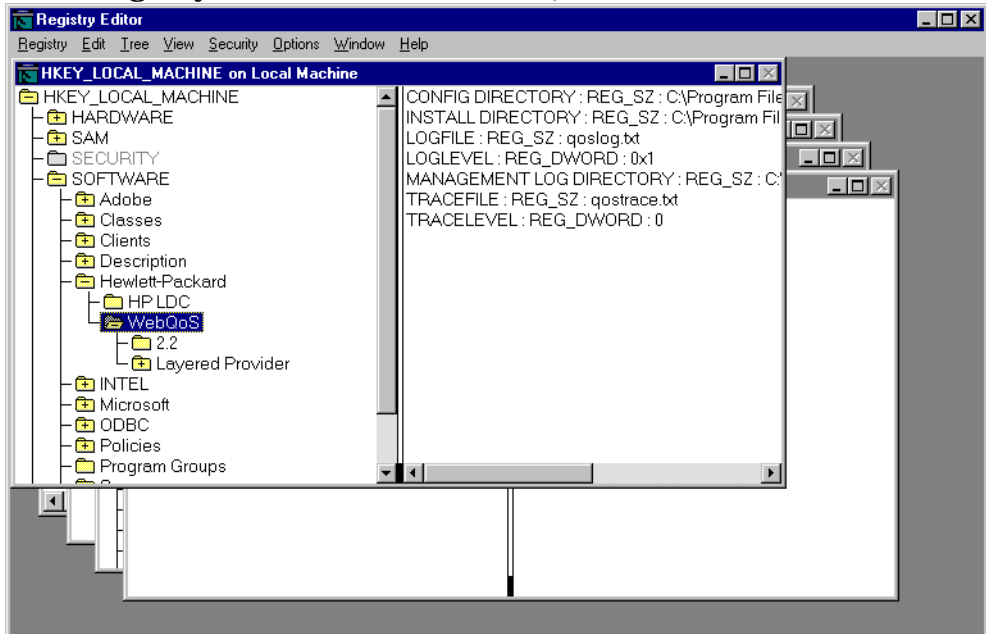 Registry Editor
Registry Edit Tree View Security Options Window Help
HKEY_LOCAL_MACHINE on Local Machine
HKEY_LOCAL_MACHINE
HARDWARE
SAM
SECURITY
SOFTWARE
Adobe
Classes
Clients
Description
Hewlett-Packard
HP LDC
WebQoS
2.2
Layered Provider
INTEL
Microsoft
ODBC
Policies
Program Groups
CONFIG DIRECTORY : REG_SZ : C:\Program File
INSTALL DIRECTORY : REG_SZ : C:\Program Fil
LOGFILE : REG_SZ : qoslog.txt
LOGLEVEL : REG_DWORD : 0x1
MANAGEMENT LOG DIRECTORY : REG_SZ : C:
TRACEFILE : REG_SZ : qostrace.txt
TRACELEVEL : REG_DWORD : 0